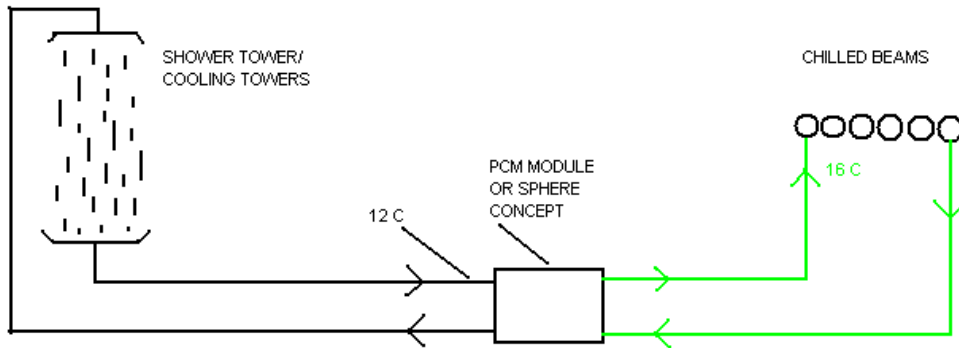 SHOWER TOWER/
COOLING TOWERS
CHILLED BEAMS
PCM MODULE
OR SPHERE
CONCEPT
16 C
12 C